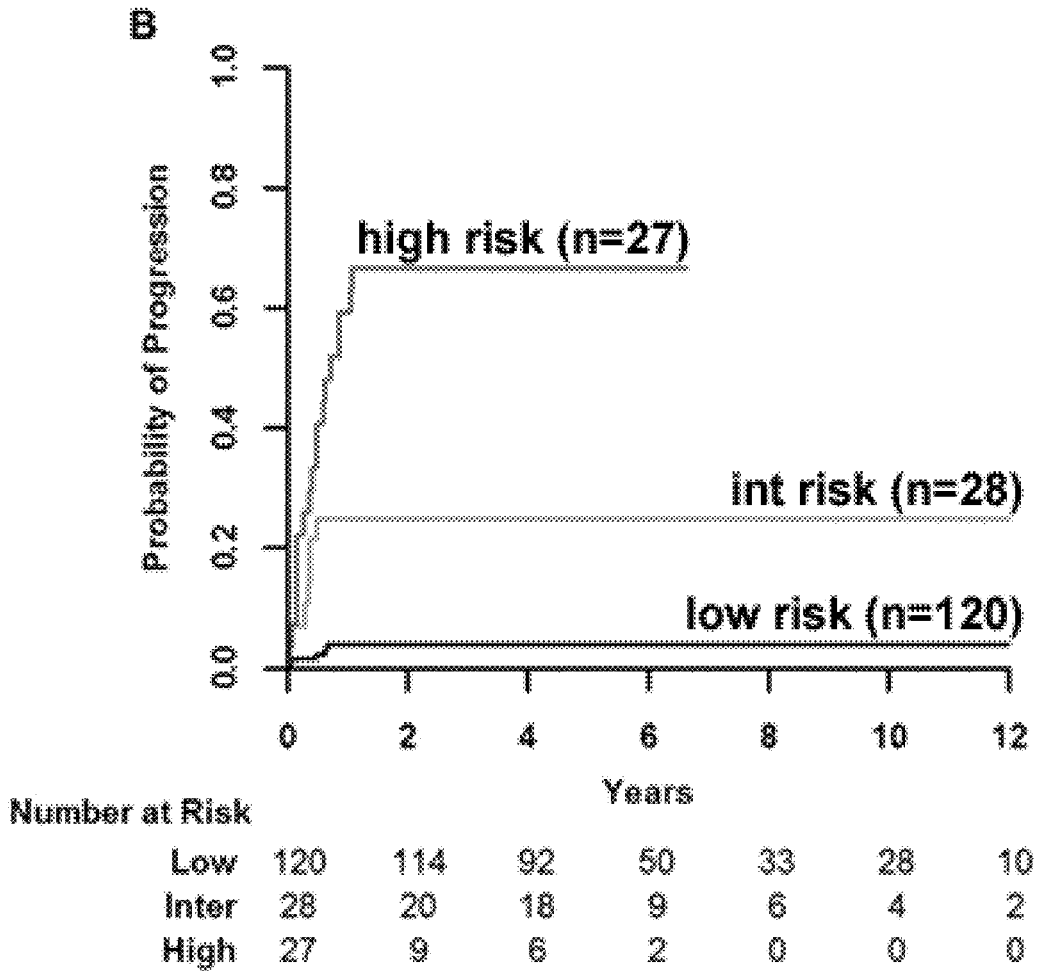 B
1.0
0.8
0.6
0.4
0.2
0.0
Probability of Progression
high risk (n=27)
int risk (n=28)
low risk (n=120)
0 2 4 6 8 10 12
Years
Number at Risk
Low 120 114 92 50 33 28 10
Inter 28 20 18 9 6 4 2
High 27 9 6 2 0 0 0